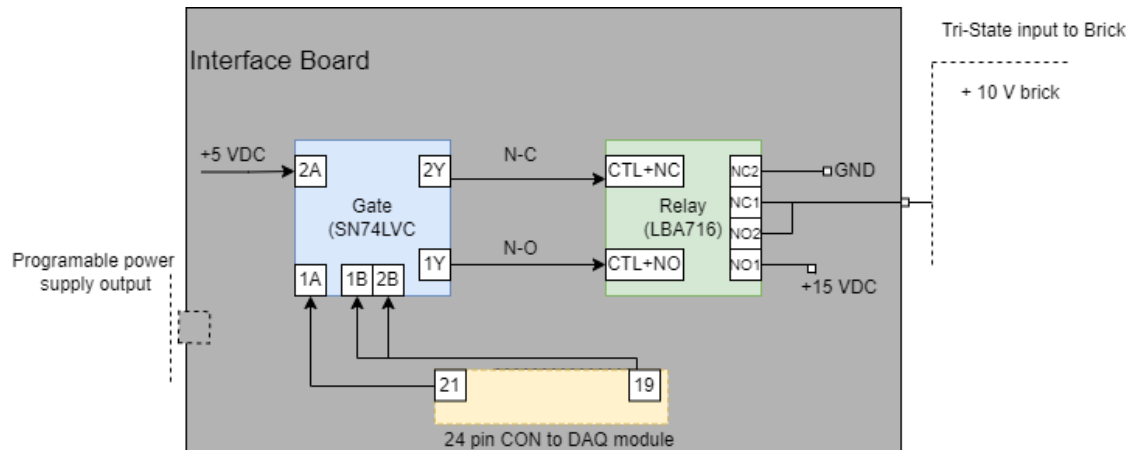 Tri-State input to Brick
Interface Board
+ 10 V brick
+5 VDC
2A
2Y
N-C
CTL+NC
NC2
GND
Gate
(SN74LVC
Relay
(LBA716)
NC1
NO2
Programable power
supply output
1A
1B
2B
1Y
N-O
CTL+NO
NO1
+15 VDC
21
19
24 pin CON to DAQ module